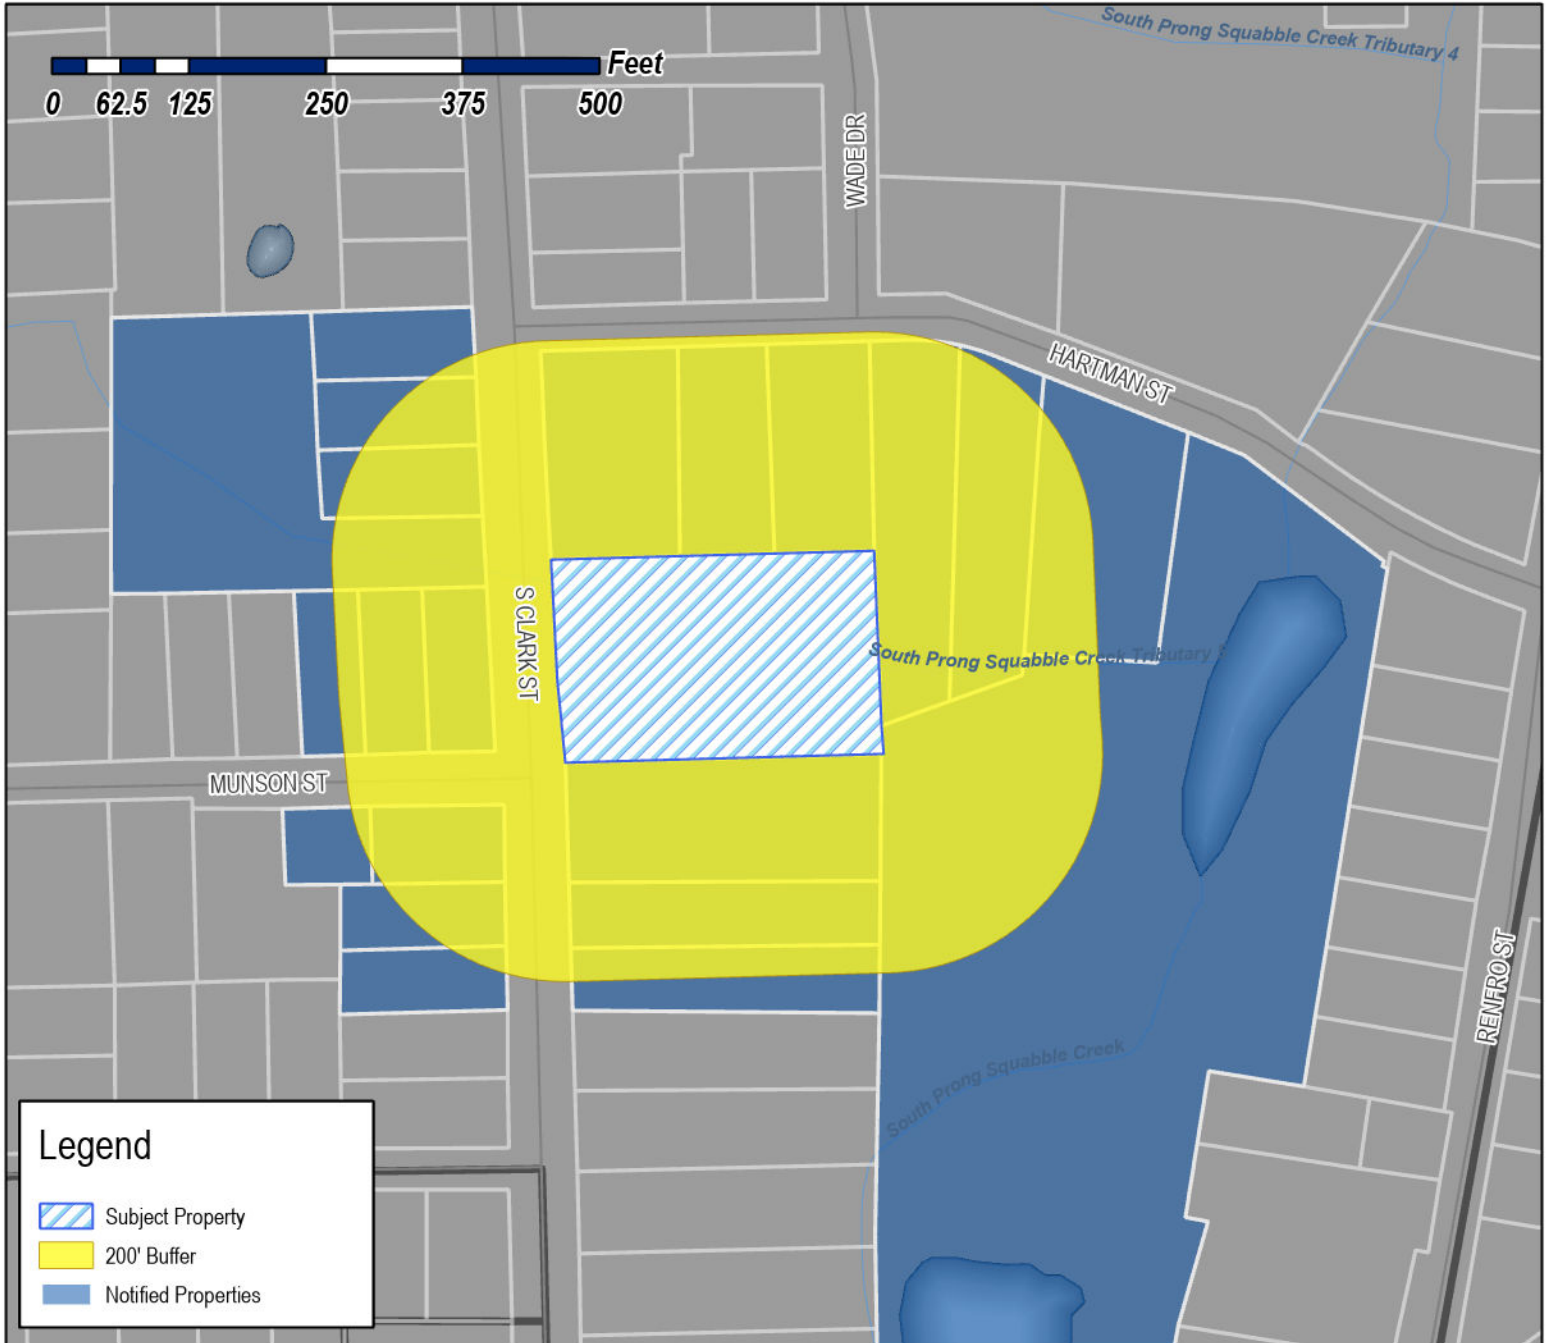 South Prong Squabble Creek Tributary 4
Feet
0 62.5 125 250 375 500
WADE DR
HARTMAN ST
S CLARK ST
South Prong Squabble Creek Tributary
MUNSON ST
RENFRO ST
South Prong Squabble Creek
Legend
Subject Property
200' Buffer
Notified Properties